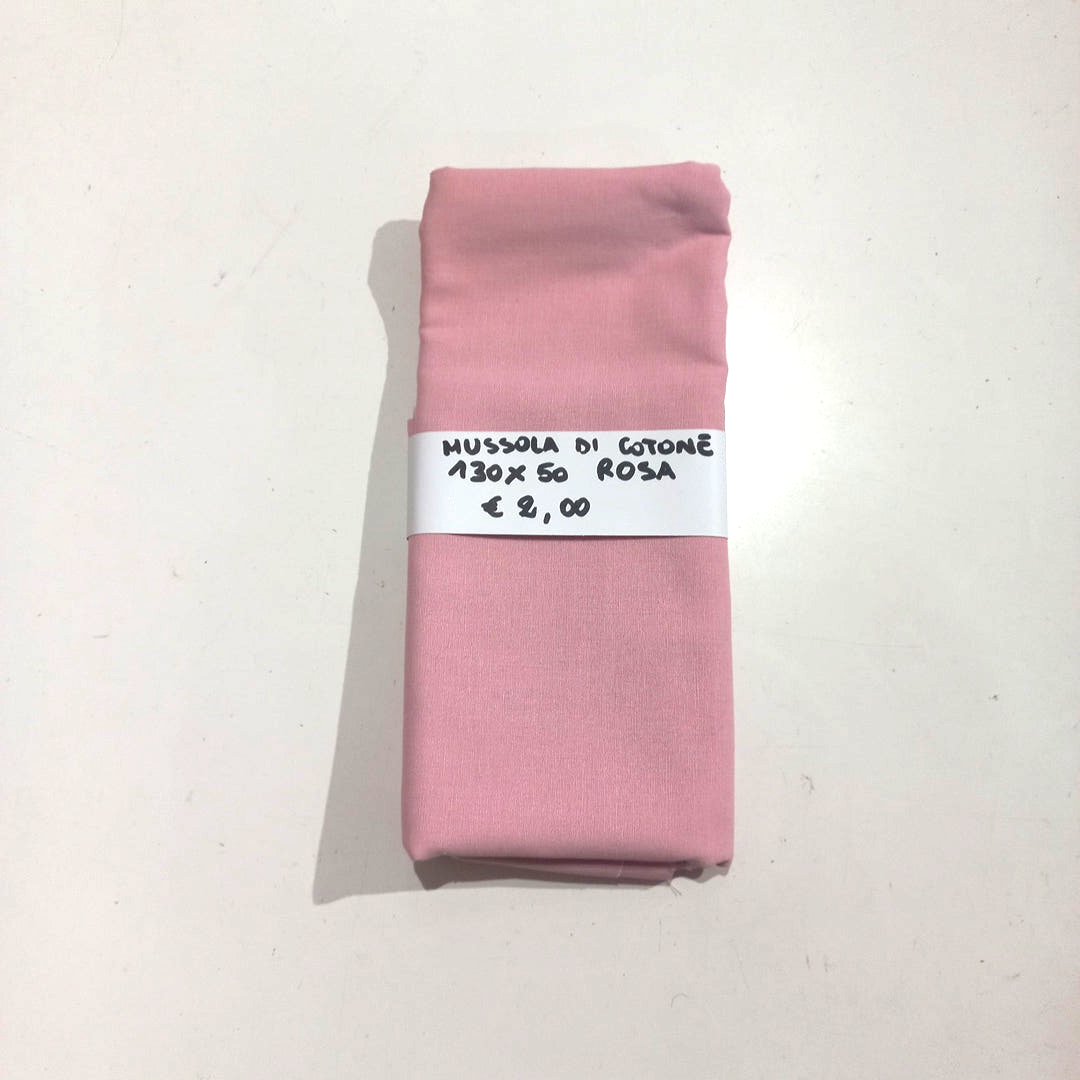 MUSSOLA DI COTONE
130X50 ROSA
€ 2,00